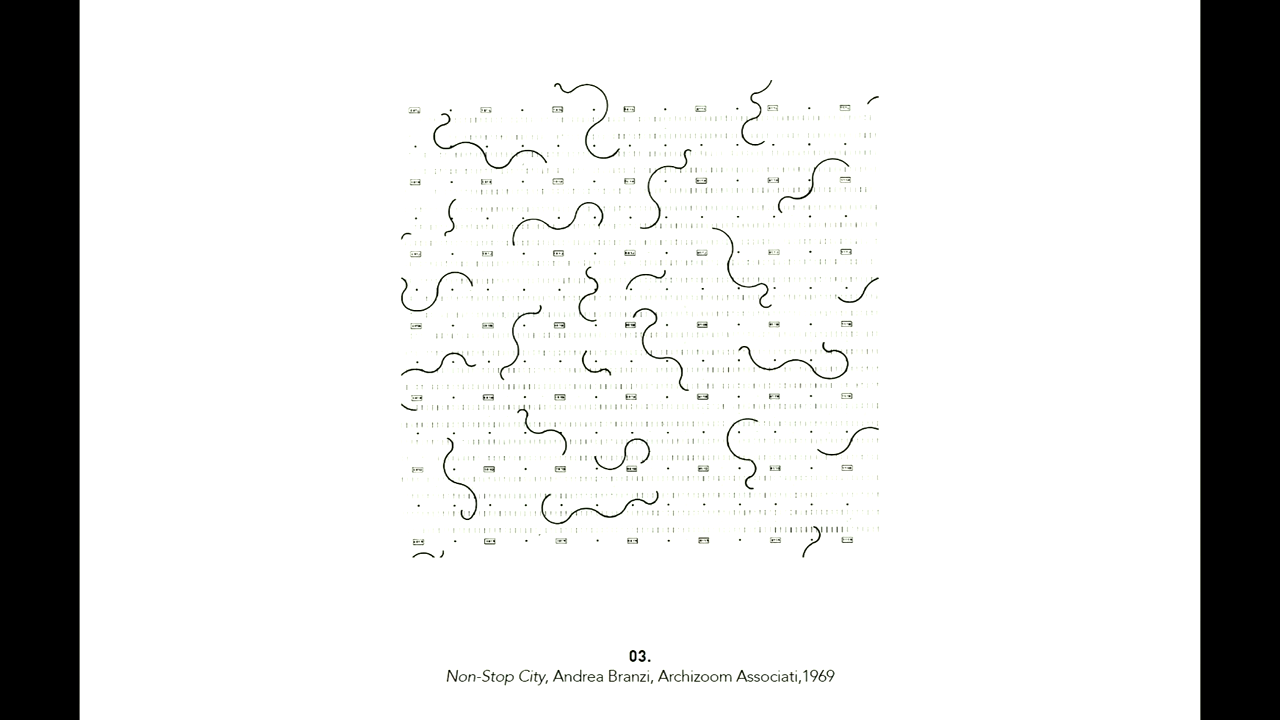 03.
Non-Stop City, Andrea Branzi, Archizoom Associati,1969